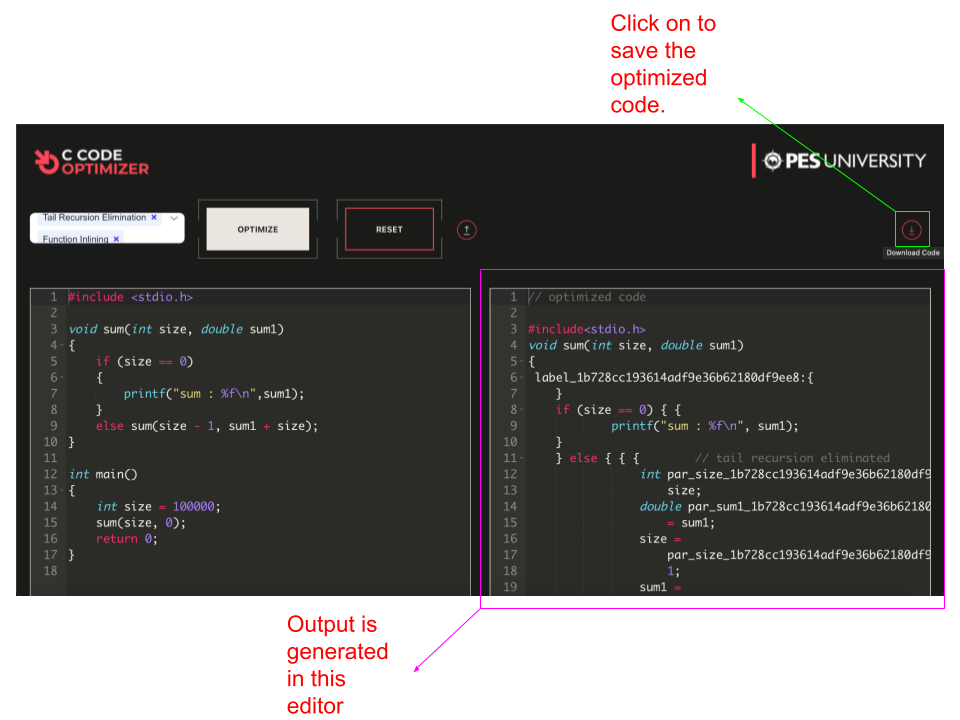 Click on to
save the
optimized
code.
C CODE
OPTIMIZER
PES UNIVERSITY
Tail Recursion Elimination ×
Function Inlining ×
OPTIMIZE
RESET
Download Code
1 #include <stdio.h>
2
3 void sum(int size, double sum1)
4 {
5     if (size == 0)
6     {
7         printf("sum : %f\n",sum1);
8     }
9     else sum(size - 1, sum1 + size);
10 }
11
12 int main()
13 {
14     int size = 100000;
15     sum(size, 0);
16     return 0;
17 }
18
1 // optimized code
2
3 #include<stdio.h>
4 void sum(int size, double sum1)
5 {
6  label_1b728cc193614adf9e36b62180df9ee8:{
7     }
8     if (size == 0) { {
9             printf("sum : %f\n", sum1);
10     }
11     } else { { {        // tail recursion eliminated
12                 int par_size_1b728cc193614adf9e36b62180df9
13                     size;
14                 double par_sum1_1b728cc193614adf9e36b62180
15                     = sum1;
16                 size =
17                     par_size_1b728cc193614adf9e36b62180df9
18                     1;
19                 sum1 =
Output is
generated
in this
editor